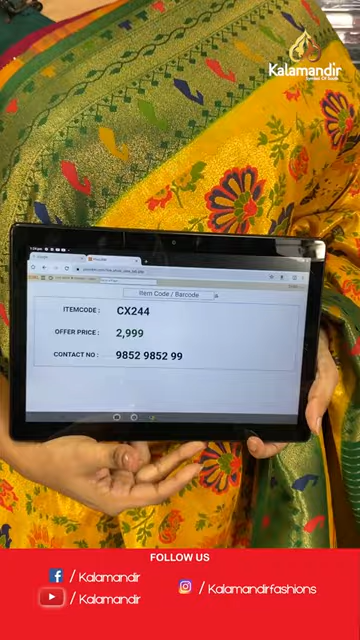 Kalamandir
Item Code / Barcode
ITEMCODE : CX244
OFFER PRICE : 2,999
CONTACT NO : 9852 9852 99
FOLLOW US
/ Kalamandir
/ Kalamandirfashions
/ Kalamandir